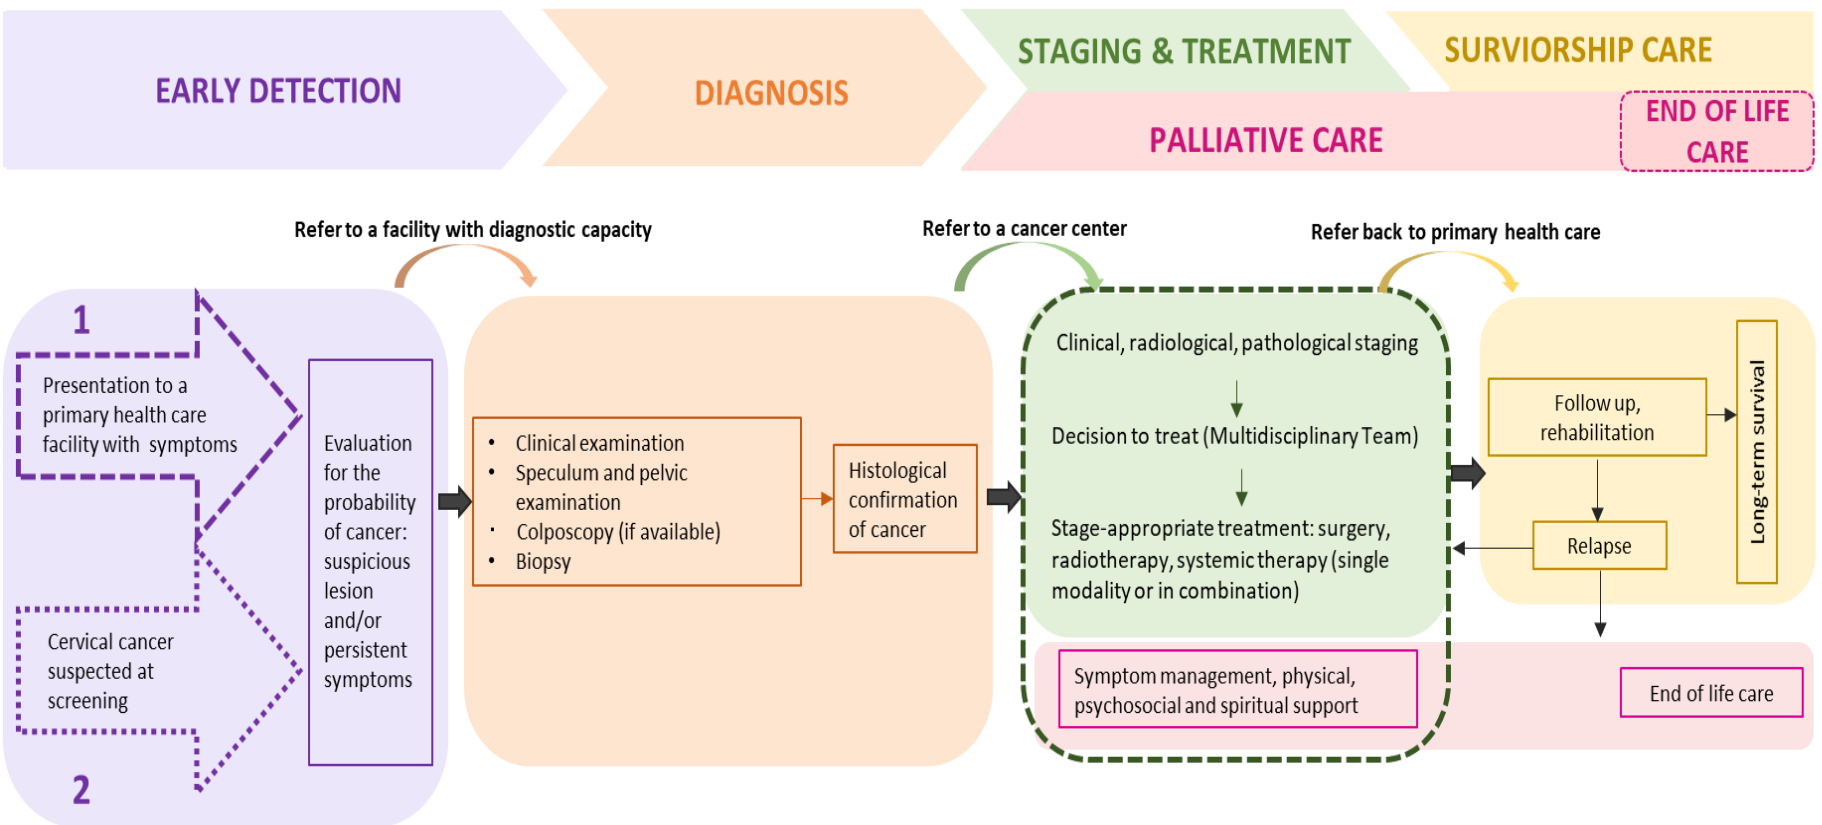 EARLY DETECTION
DIAGNOSIS
STAGING & TREATMENT
SURVIORSHIP CARE
PALLIATIVE CARE
END OF LIFE
CARE
Refer to a facility with diagnostic capacity
Refer to a cancer center
Refer back to primary health care
1
Presentation to a
primary health care
facility with symptoms
Cervical cancer
suspected at
screening
2
Evaluation
for the
probability
of cancer:
suspicious
lesion
and/or
persistent
symptoms
• Clinical examination
• Speculum and pelvic
examination
· Colposcopy (if available)
• Biopsy
Histological
confirmation
of cancer
Clinical, radiological, pathological staging
Decision to treat (Multidisciplinary Team)
Stage-appropriate treatment: surgery,
radiotherapy, systemic therapy (single
modality or in combination)
Symptom management, physical,
psychosocial and spiritual support
Follow up,
rehabilitation
Relapse
Long-term survival
End of life care